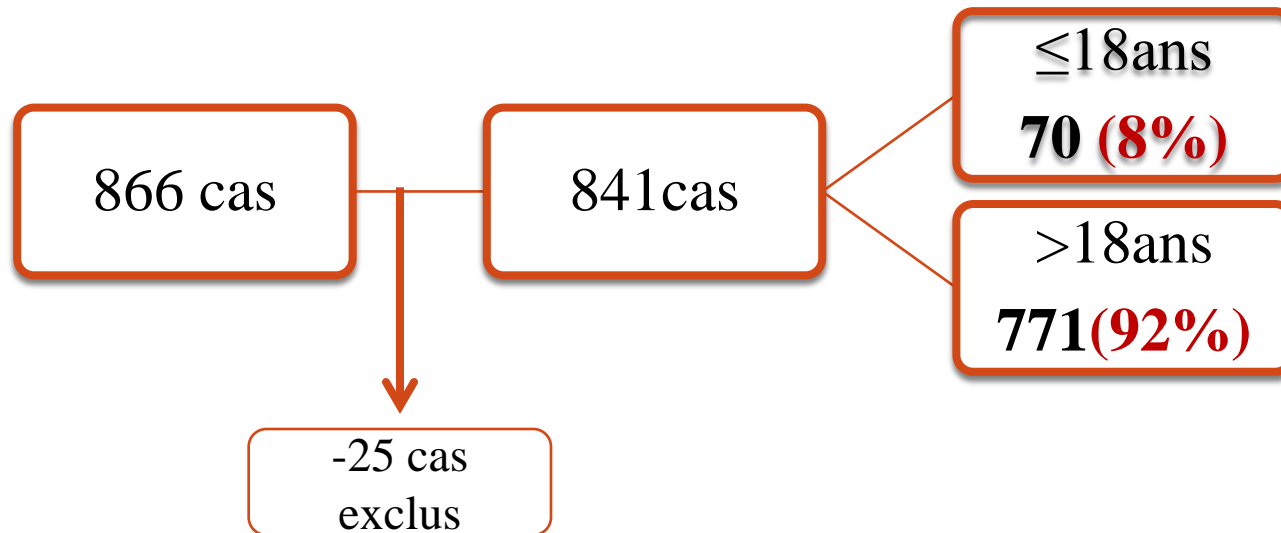 866 cas
841cas
≤18ans
70 (8%)
>18ans
771(92%)
-25 cas
exclus